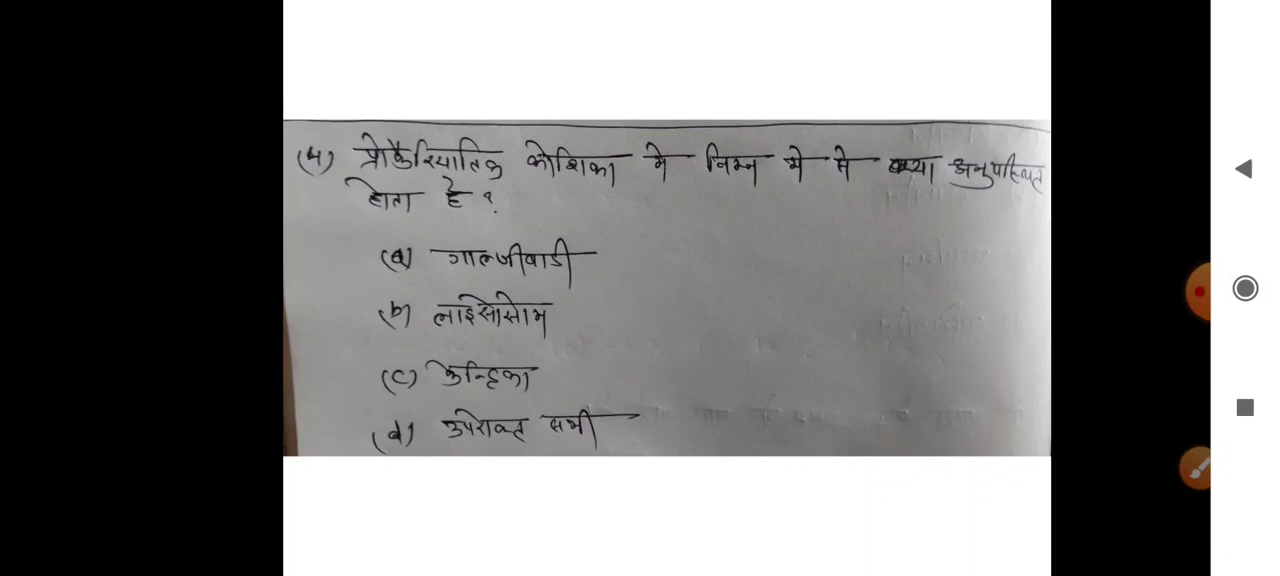 (4) प्रोकैरियोतिक कोशिका में निम्न में से क्या अनुपस्थित
होता है ?
(a) गाल्जीबाडी
(b) लाइसोसोम
(c) केन्द्रिका
(d) उपरोक्त सभी